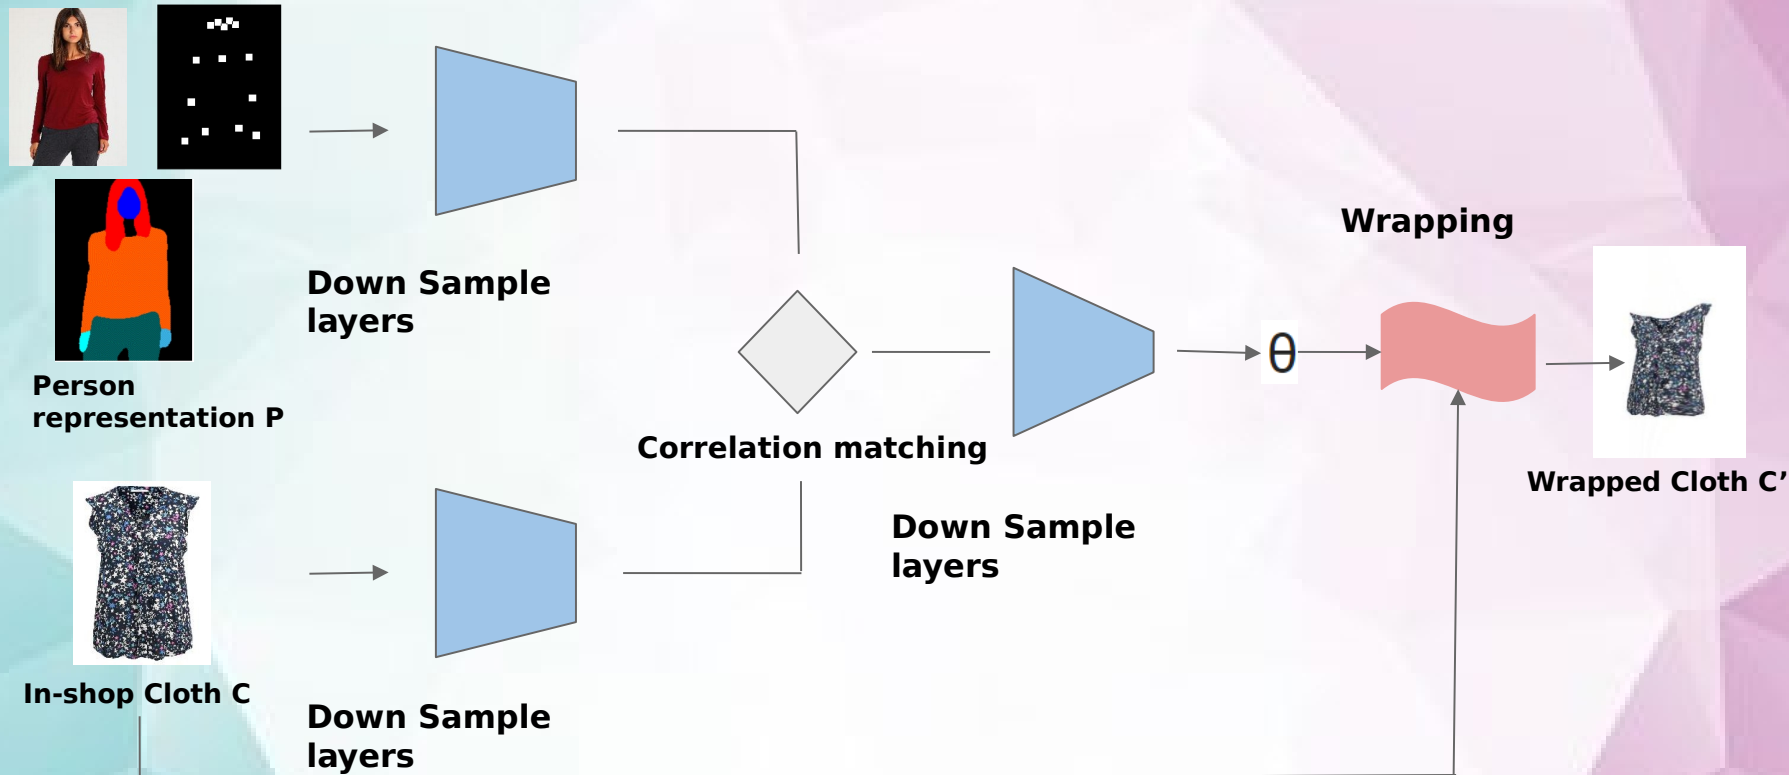 Person
representation P
In-shop Cloth C
Down Sample
layers
Down Sample
layers
Correlation matching
Down Sample
layers
θ
Wrapping
Wrapped Cloth C’